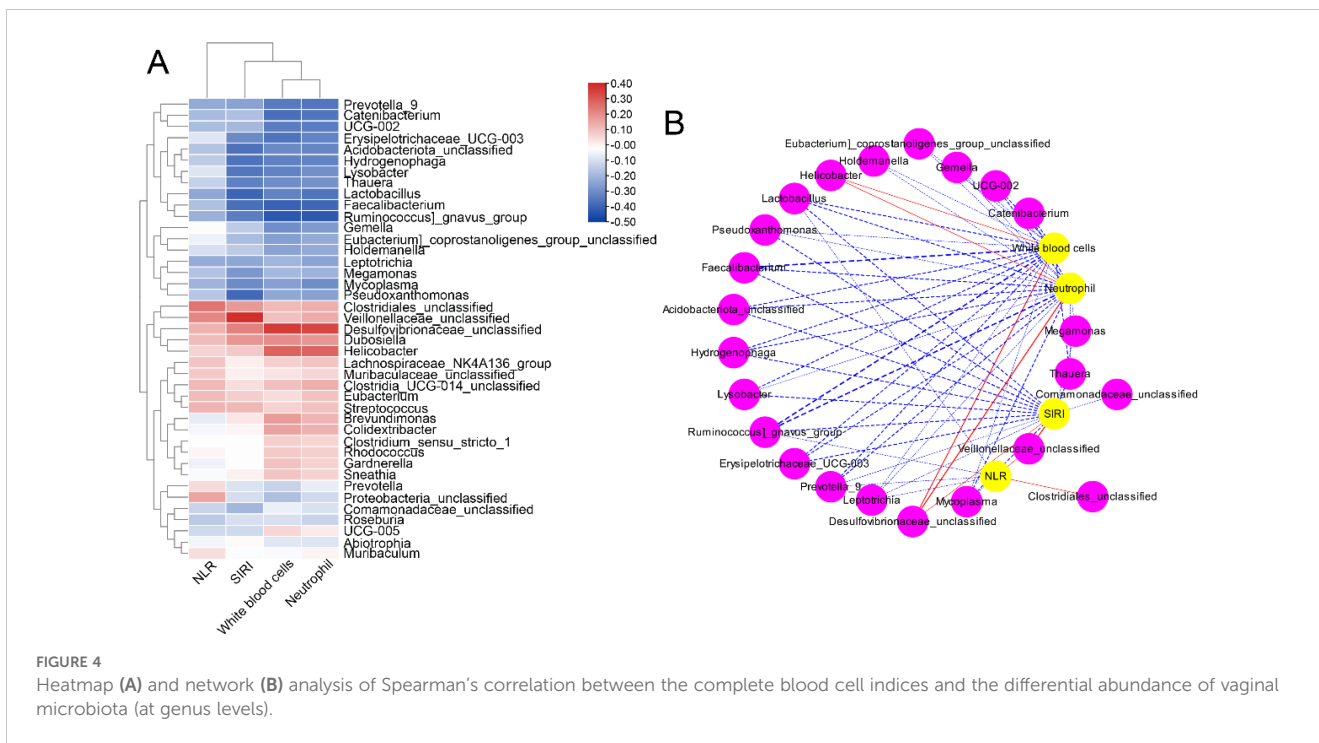 A
0.40
0.30
0.20
0.10
-0.00
-0.10
-0.20
-0.30
-0.40
-0.50
Prevotella_9
Catenibacterium
UCG-002
Erysipelotrichaceae_UCG-003
Acidobacteriota_unclassified
Hydrogenophaga
Lysobacter
Thauera
Lactobacillus
Faecalibacterium
Ruminococcus]_gnavus_group
Gemella
Eubacterium]_coprostanoligenes_group_unclassified
Holdemanella
Leptotrichia
Megamonas
Mycoplasma
Pseudoxanthomonas
Clostridiales_unclassified
Veillonellaceae_unclassified
Desulfovibrionaceae_unclassified
Dubosiella
Helicobacter
Lachnospiraceae_NK4A136_group
Muribaculaceae_unclassified
Clostridia_UCG-014_unclassified
Eubacterium
Streptococcus
Brevundimonas
Colidextribacter
Clostridium_sensu_stricto_1
Rhodococcus
Gardnerella
Sneathia
Prevotella
Proteobacteria_unclassified
Comamonadaceae_unclassified
Roseburia
UCG-005
Abiotrophia
Muribaculum
NLR
SIRI
White blood cells
Neutrophil
B
Eubacterium]_coprostanoligenes_group_unclassified
Holdemanella
Gemella
Helicobacter
UCG-002
Lactobacillus
Catenibacterium
Pseudoxanthomonas
White blood cells
Faecalibacterium
Neutrophil
Acidobacteriota_unclassified
Megamonas
Hydrogenophaga
Thauera
Lysobacter
Comamonadaceae_unclassified
SIRI
Ruminococcus]_gnavus_group
Veillonellaceae_unclassified
Erysipelotrichaceae_UCG-003
NLR
Prevotella_9
Clostridiales_unclassified
Leptotrichia
Mycoplasma
Desulfovibrionaceae_unclassified
FIGURE 4
Heatmap (A) and network (B) analysis of Spearman's correlation between the complete blood cell indices and the differential abundance of vaginal
microbiota (at genus levels).